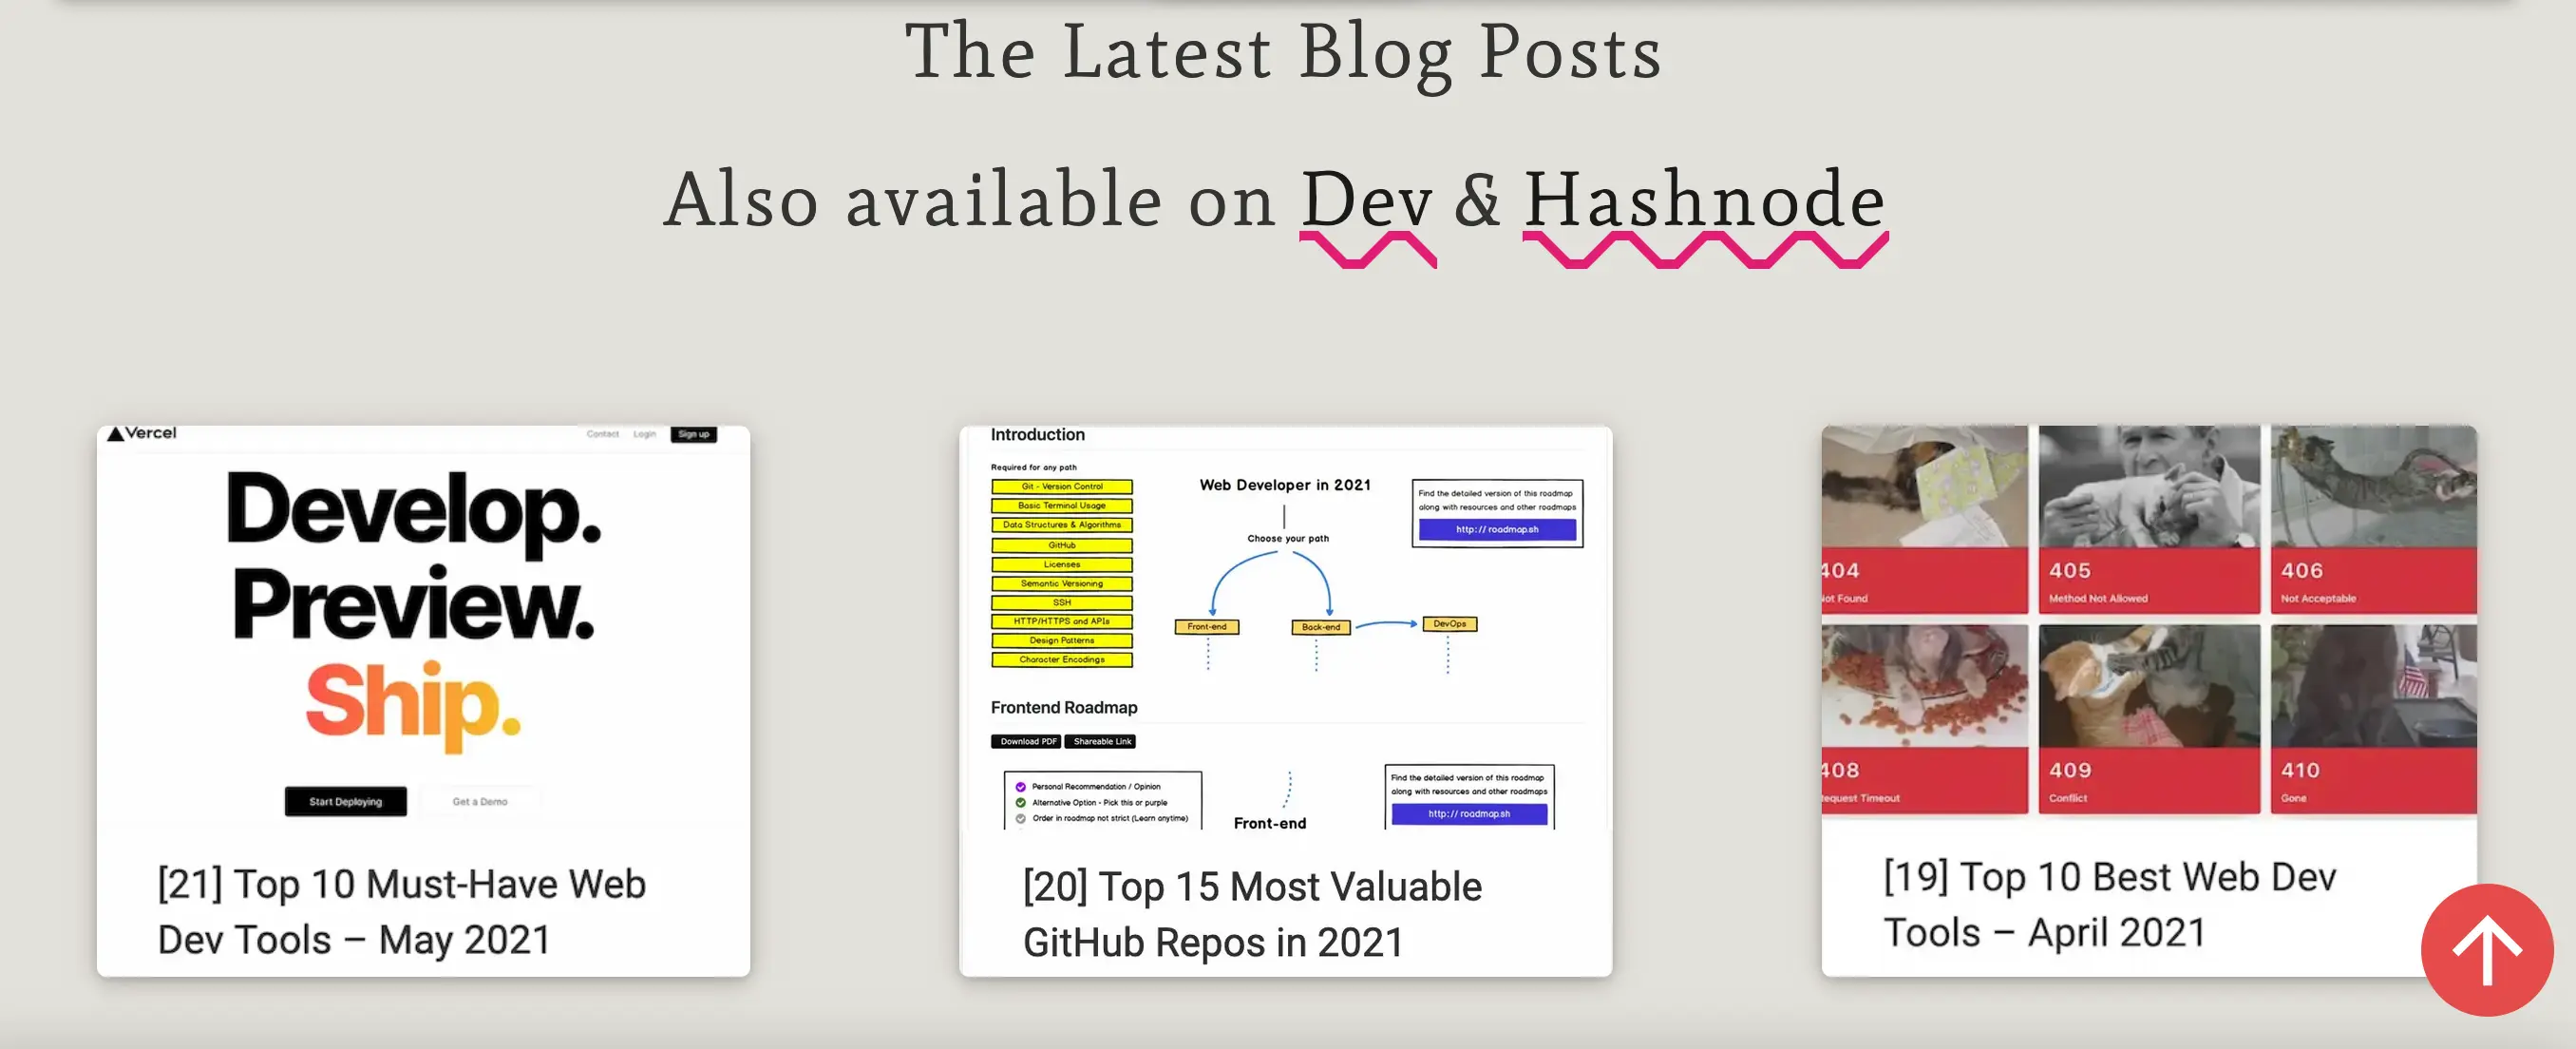 The Latest Blog Posts
Also available on Dev & Hashnode
Vercel
Contact Login Sign up
Develop.
Preview.
Ship.
Start Deploying Get a Demo
[21] Top 10 Must-Have Web
Dev Tools – May 2021
Introduction
Required for any path
Git - Version Control
Basic Terminal Usage
Data Structures & Algorithms
GitHub
Licenses
Semantic Versioning
SSH
HTTP/HTTPS and APIs
Design Patterns
Character Encodings
Web Developer in 2021
Choose your path
Front-end
Back-end
DevOps
Find the detailed version of this roadmap
along with resources and other roadmaps
http:// roadmap.sh
Frontend Roadmap
Download PDF Shareable Link
Personal Recommendation / Opinion
Alternative Option - Pick this or purple
Order in roadmap not strict (Learn anytime)
Front-end
Find the detailed version of this roadmap
along with resources and other roadmaps
http:// roadmap.sh
[20] Top 15 Most Valuable
GitHub Repos in 2021
404
Not Found
405
Method Not Allowed
406
Not Acceptable
408
Request Timeout
409
Conflict
410
Gone
[19] Top 10 Best Web Dev
Tools – April 2021